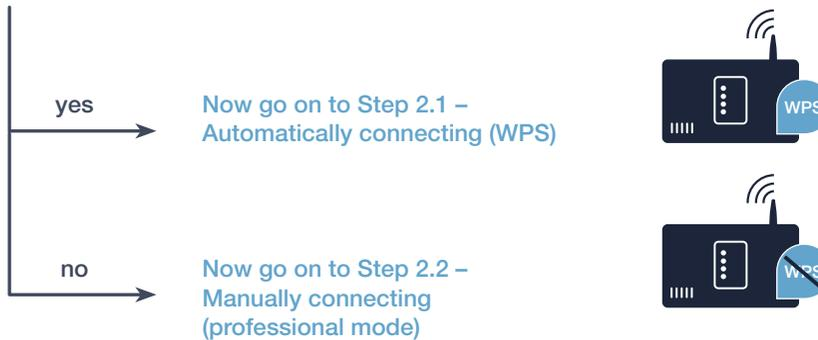 yes
Now go on to Step 2.1 –
Automatically connecting (WPS)
WPS
no
Now go on to Step 2.2 –
Manually connecting
(professional mode)
WPS